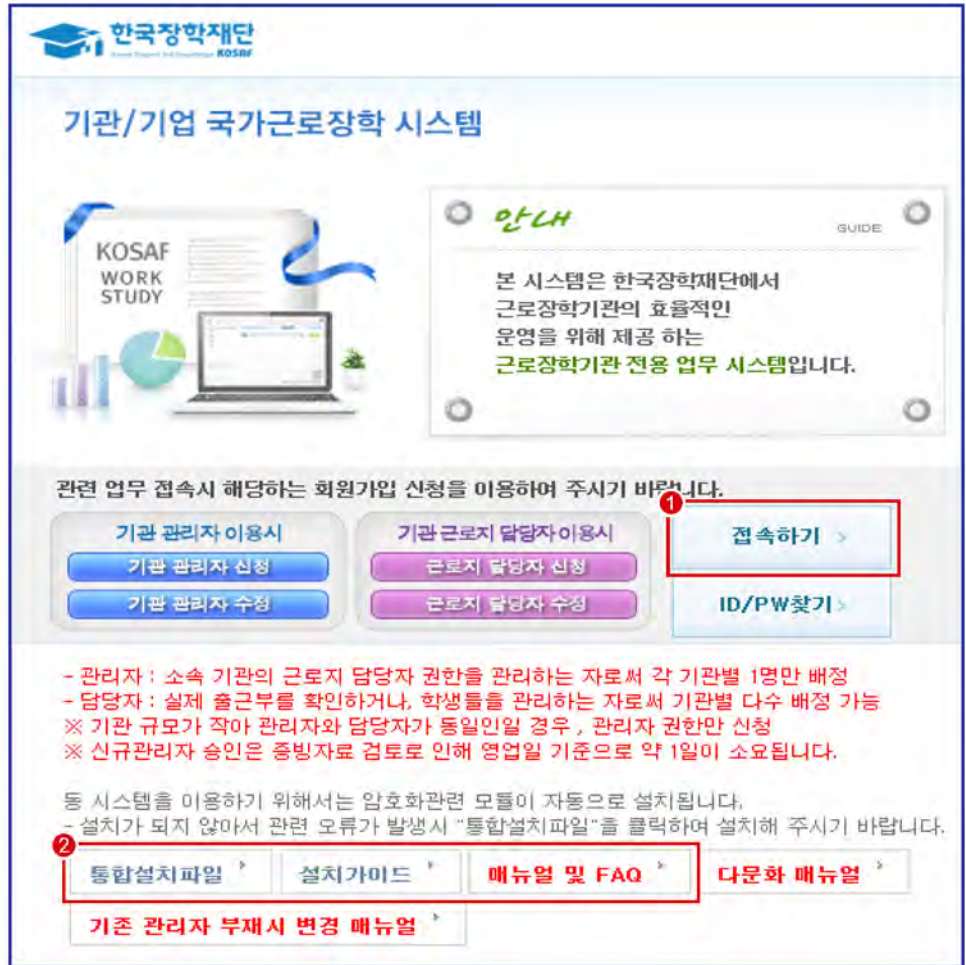 한국장학재단
KOSAF
기관/기업 국가근로장학 시스템
KOSAF
WORK
STUDY
안내
GUIDE
본 시스템은 한국장학재단에서
근로장학기관의 효율적인
운영을 위해 제공 하는
근로장학기관 전용 업무 시스템입니다.
관련 업무 접속시 해당하는 회원가입 신청을 이용하여 주시기 바랍니다.
기관 관리자 이용시
기관 관리자 신청
기관 관리자 수정
기관 근로지 담당자 이용시
근로지 담당자 신청
근로지 담당자 수정
1
접속하기 >
ID/PW찾기 >
- 관리자 : 소속 기관의 근로지 담당자 권한을 관리하는 자로써 각 기관별 1명만 배정
- 담당자 : 실제 출근부를 확인하거나, 학생들을 관리하는 자로써 기관별 다수 배정 가능
※ 기관 규모가 작아 관리자와 담당자가 동일인일 경우 , 관리자 권한만 신청
※ 신규관리자 승인은 증빙자료 검토로 인해 영업일 기준으로 약 1일이 소요됩니다.
동 시스템을 이용하기 위해서는 암호화관련 모듈이 자동으로 설치됩니다.
- 설치가 되지 않아서 관련 오류가 발생시 "통합설치파일"을 클릭하여 설치해 주시기 바랍니다.
2
통합설치파일 설치가이드 매뉴얼 및 FAQ 다문화 매뉴얼
기존 관리자 부재시 변경 매뉴얼